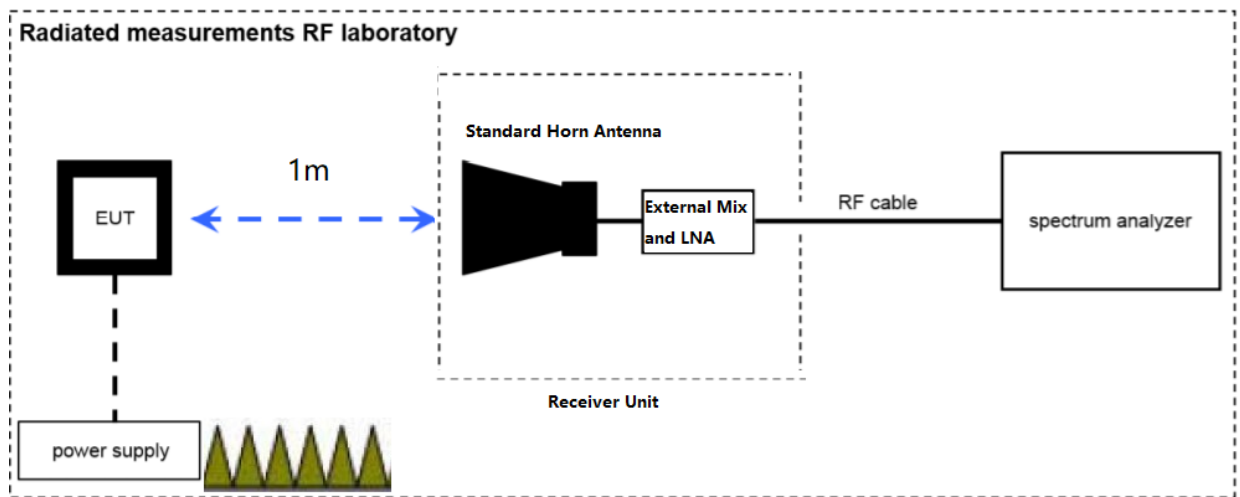 Radiated measurements RF laboratory
Standard Horn Antenna
1m
EUT
External Mix
and LNA
RF cable
spectrum analyzer
Receiver Unit
power supply